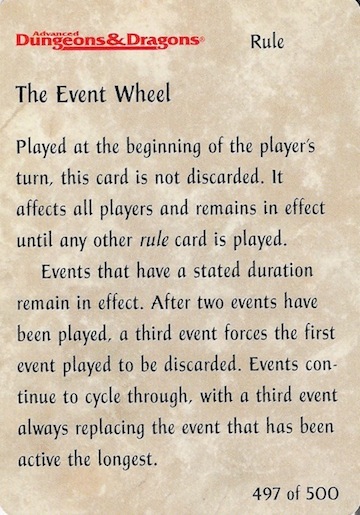 Advanced
Dungeons & Dragons®
Rule
The Event Wheel
Played at the beginning of the player's
turn, this card is not discarded. It
affects all players and remains in effect
until any other rule card is played.
Events that have a stated duration
remain in effect. After two events have
been played, a third event forces the first
event played to be discarded. Events con-
tinue to cycle through, with a third event
always replacing the event that has been
active the longest.
497 of 500